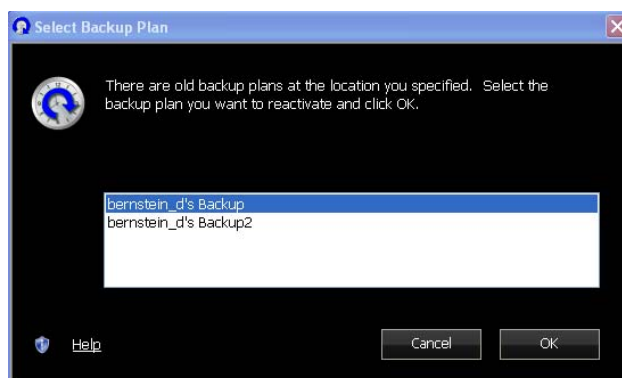 Select Backup Plan
There are old backup plans at the location you specified. Select the
backup plan you want to reactivate and click OK.
bernstein_d's Backup
bernstein_d's Backup2
Help
Cancel
OK